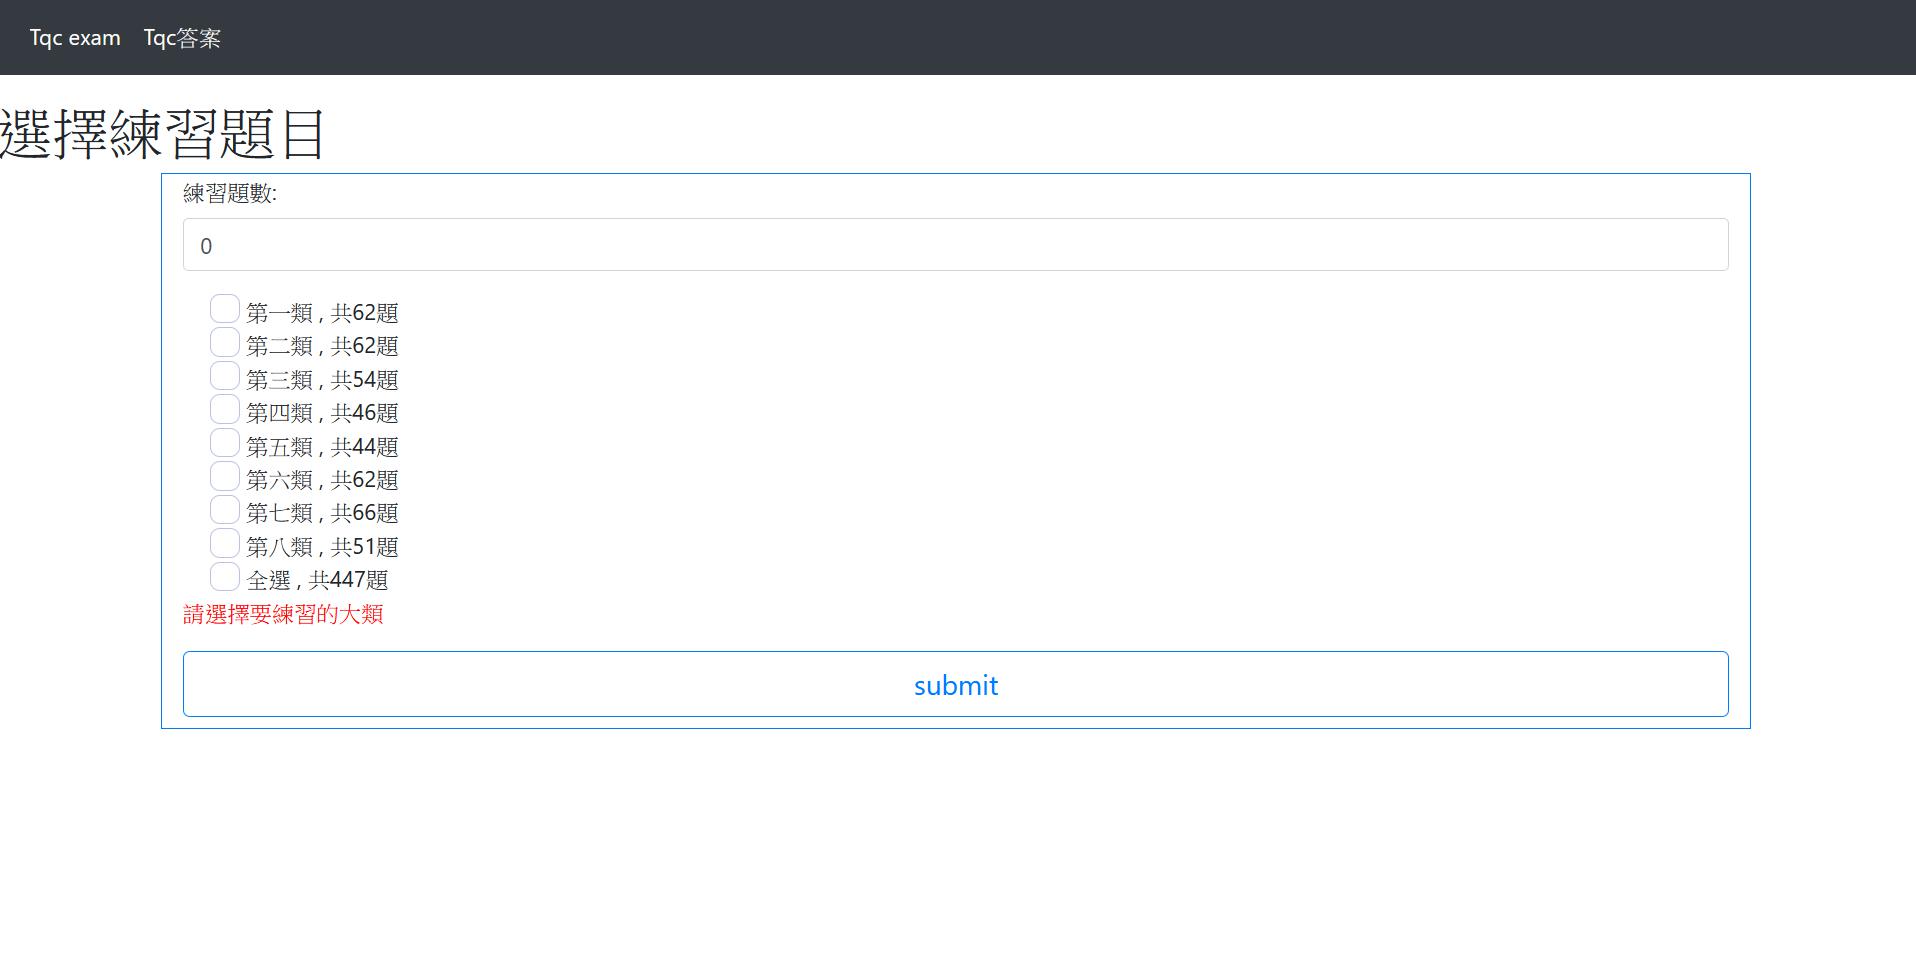 Tqc exam Tqc答案
選擇練習題目
練習題數:
0
第一類 , 共62題
第二類 , 共62題
第三類 , 共54題
第四類 , 共46題
第五類 , 共44題
第六類 , 共62題
第七類 , 共66題
第八類 , 共51題
全選 , 共447題
請選擇要練習的大類
submit